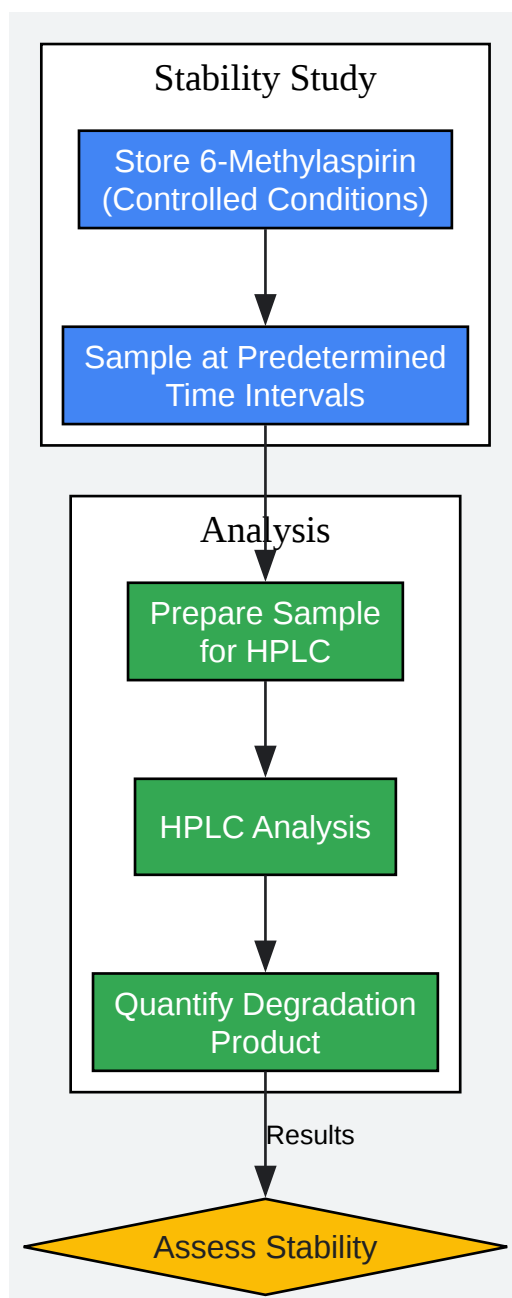 Stability Study
Store 6-Methylaspirin
(Controlled Conditions)
Sample at Predetermined
Time Intervals
Analysis
Prepare Sample
for HPLC
HPLC Analysis
Quantify Degradation
Product
Results
Assess Stability